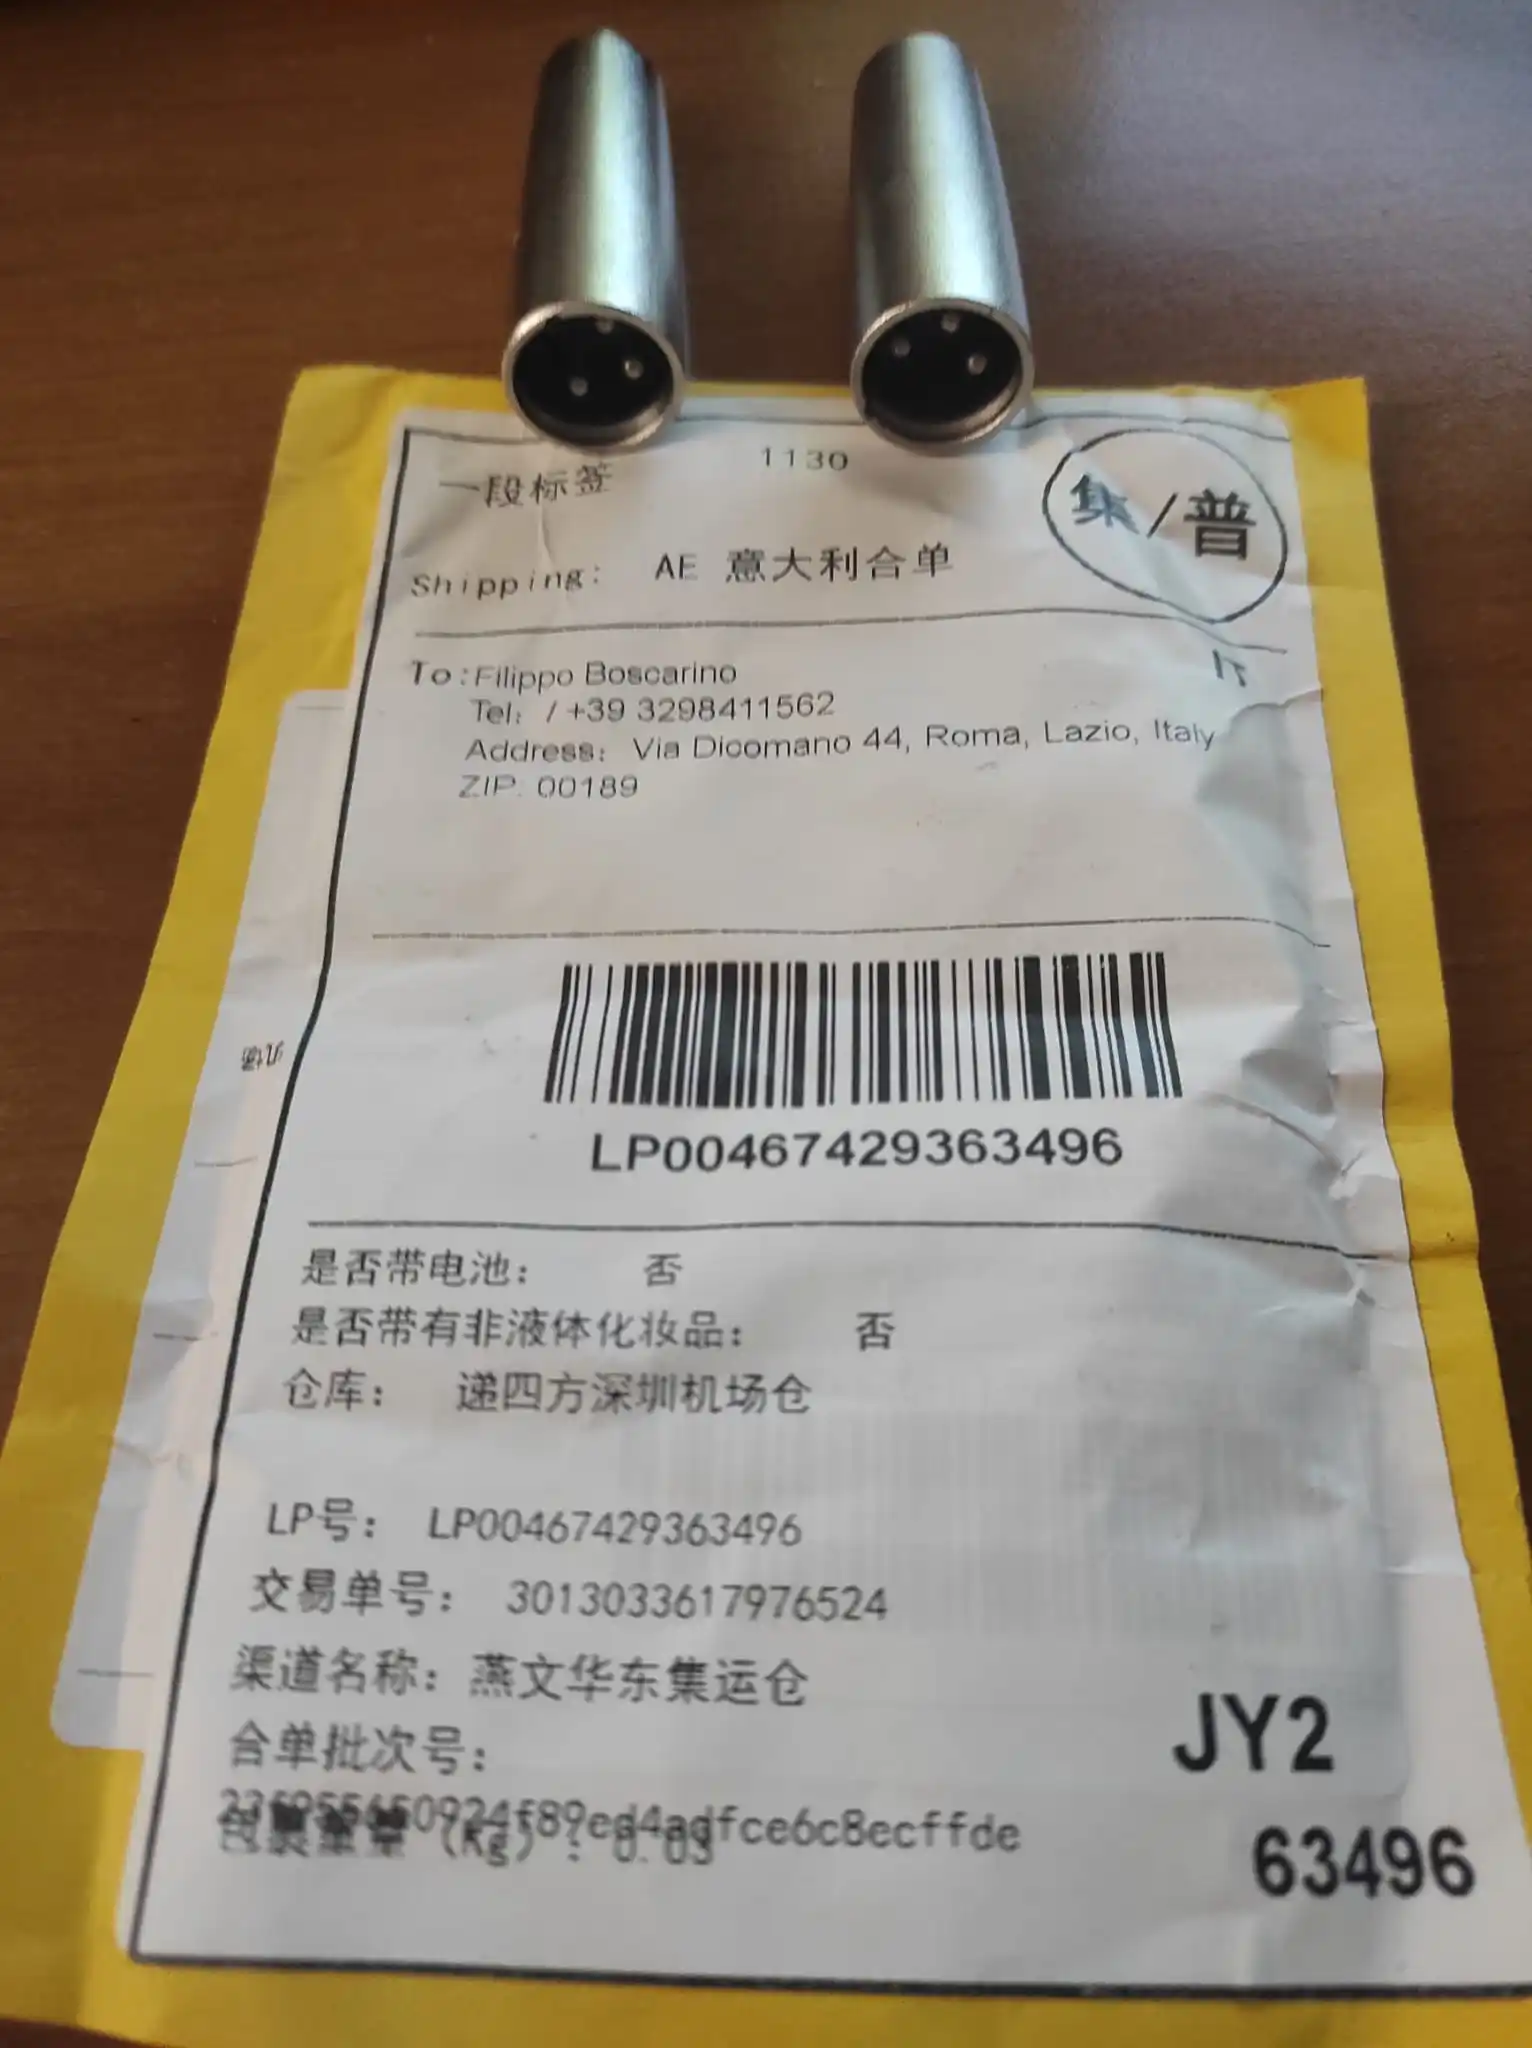 一段标签
1130
集/普
Shipping: AE 意大利合单
To:Filippo Boscarino
Tel: / +39 3298411562
Address: Via Dicomano 44, Roma, Lazio, Italy
ZIP: 00189
LP00467429363496
是否带电池: 否
是否带有非液体化妆品: 否
仓库: 递四方深圳机场仓
LP号: LP00467429363496
交易单号: 3013033617976524
渠道名称: 燕文华东集运仓
JY2
合单批次号:
(Kg) : 0.03
63496